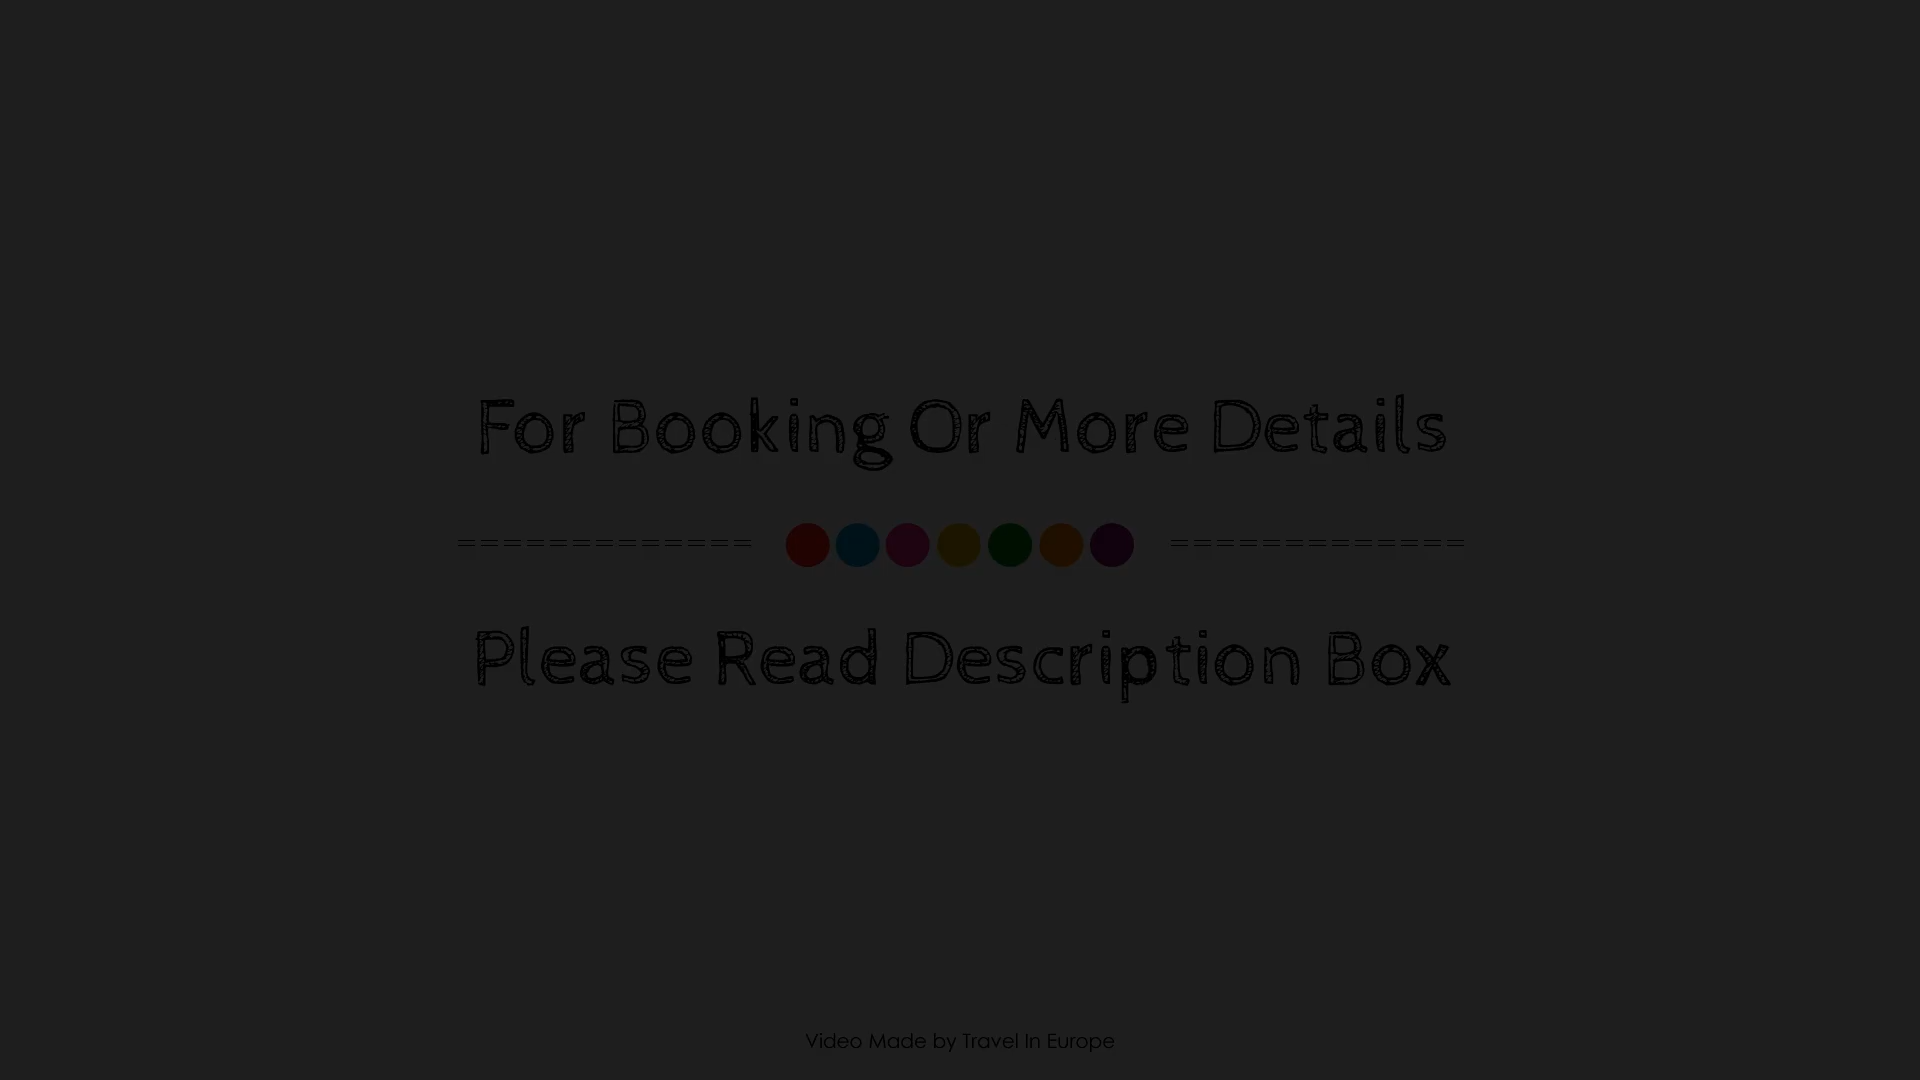 For Booking Or More Details
============= =============
Please Read Description Box
Video Made by Travel In Europe